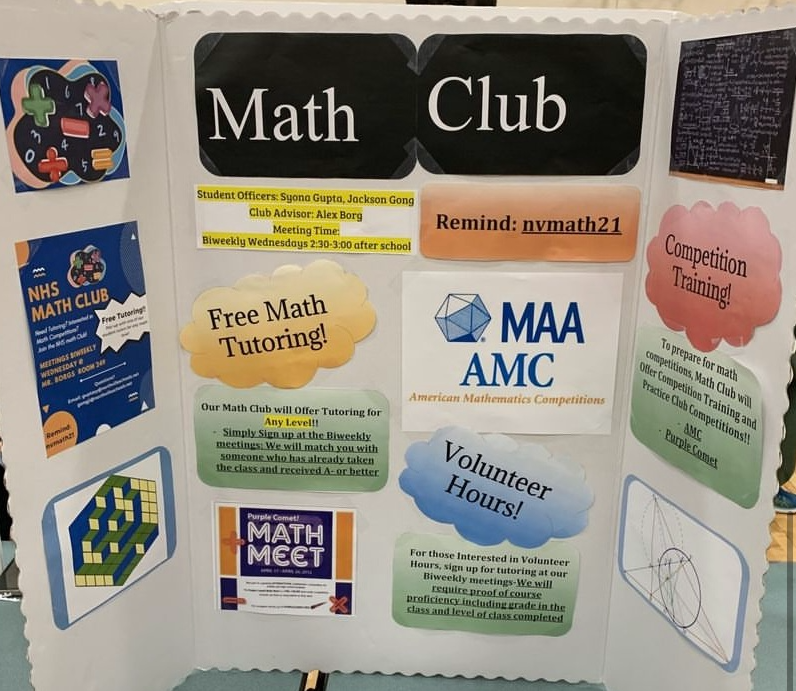 Math Club
Student Officers: Syona Gupta, Jackson Gong
Club Advisor: Alex Borg
Meeting Time:
Biweekly Wednesdays 2:30-3:00 after school
Remind: nvmath21
NHS
MATH CLUB
Need Tutoring? Interested in
Math Competitions?
Join the NHS math Club!
Free Tutoring!!
MEETINGS BIWEEKLY
WEDNESDAY @
MR. BORGS ROOM 249
Questions?
Remind:
nvmath21
Free Math
Tutoring!
Our Math Club will Offer Tutoring for
Any Level!!
- Simply Sign up at the Biweekly
meetings: We will match you with
someone who has already taken
the class and received A- or better
Purple Comet!
MATH
MEET
MAA
AMC
American Mathematics Competitions
Volunteer
Hours!
For those Interested in Volunteer
Hours, sign up for tutoring at our
Biweekly meetings-We will
require proof of course
proficiency including grade in the
class and level of class completed
Competition
Training!
To prepare for math
competitions, Math Club will
Offer Competition Training and
Practice Club Competitions!!
- AMC
- Purple Comet